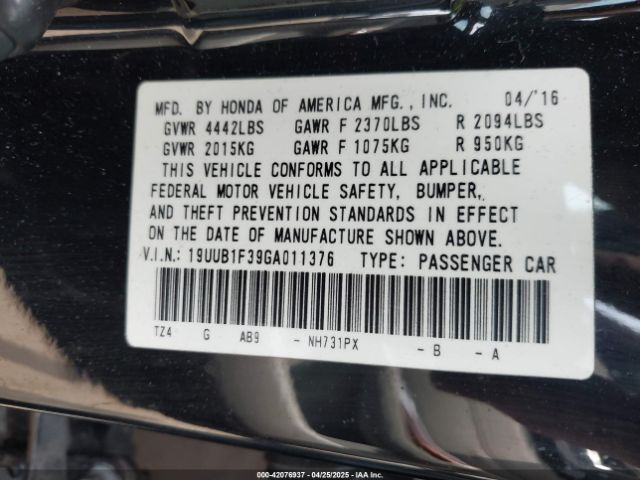 MFD. BY HONDA OF AMERICA MFG., INC. 04/'16
GVWR 4442LBS GAWR F 2370LBS R 2094LBS
GVWR 2015KG GAWR F 1075KG R 950KG
THIS VEHICLE CONFORMS TO ALL APPLICABLE
FEDERAL MOTOR VEHICLE SAFETY, BUMPER,
AND THEFT PREVENTION STANDARDS IN EFFECT
ON THE DATE OF MANUFACTURE SHOWN ABOVE.
V.I.N.: 19UUB1F39GA011376 TYPE: PASSENGER CAR
TZ4 G AB9 - NH731PX - B - A
000-42076937 - 04/25/2025 - IAAI.COM